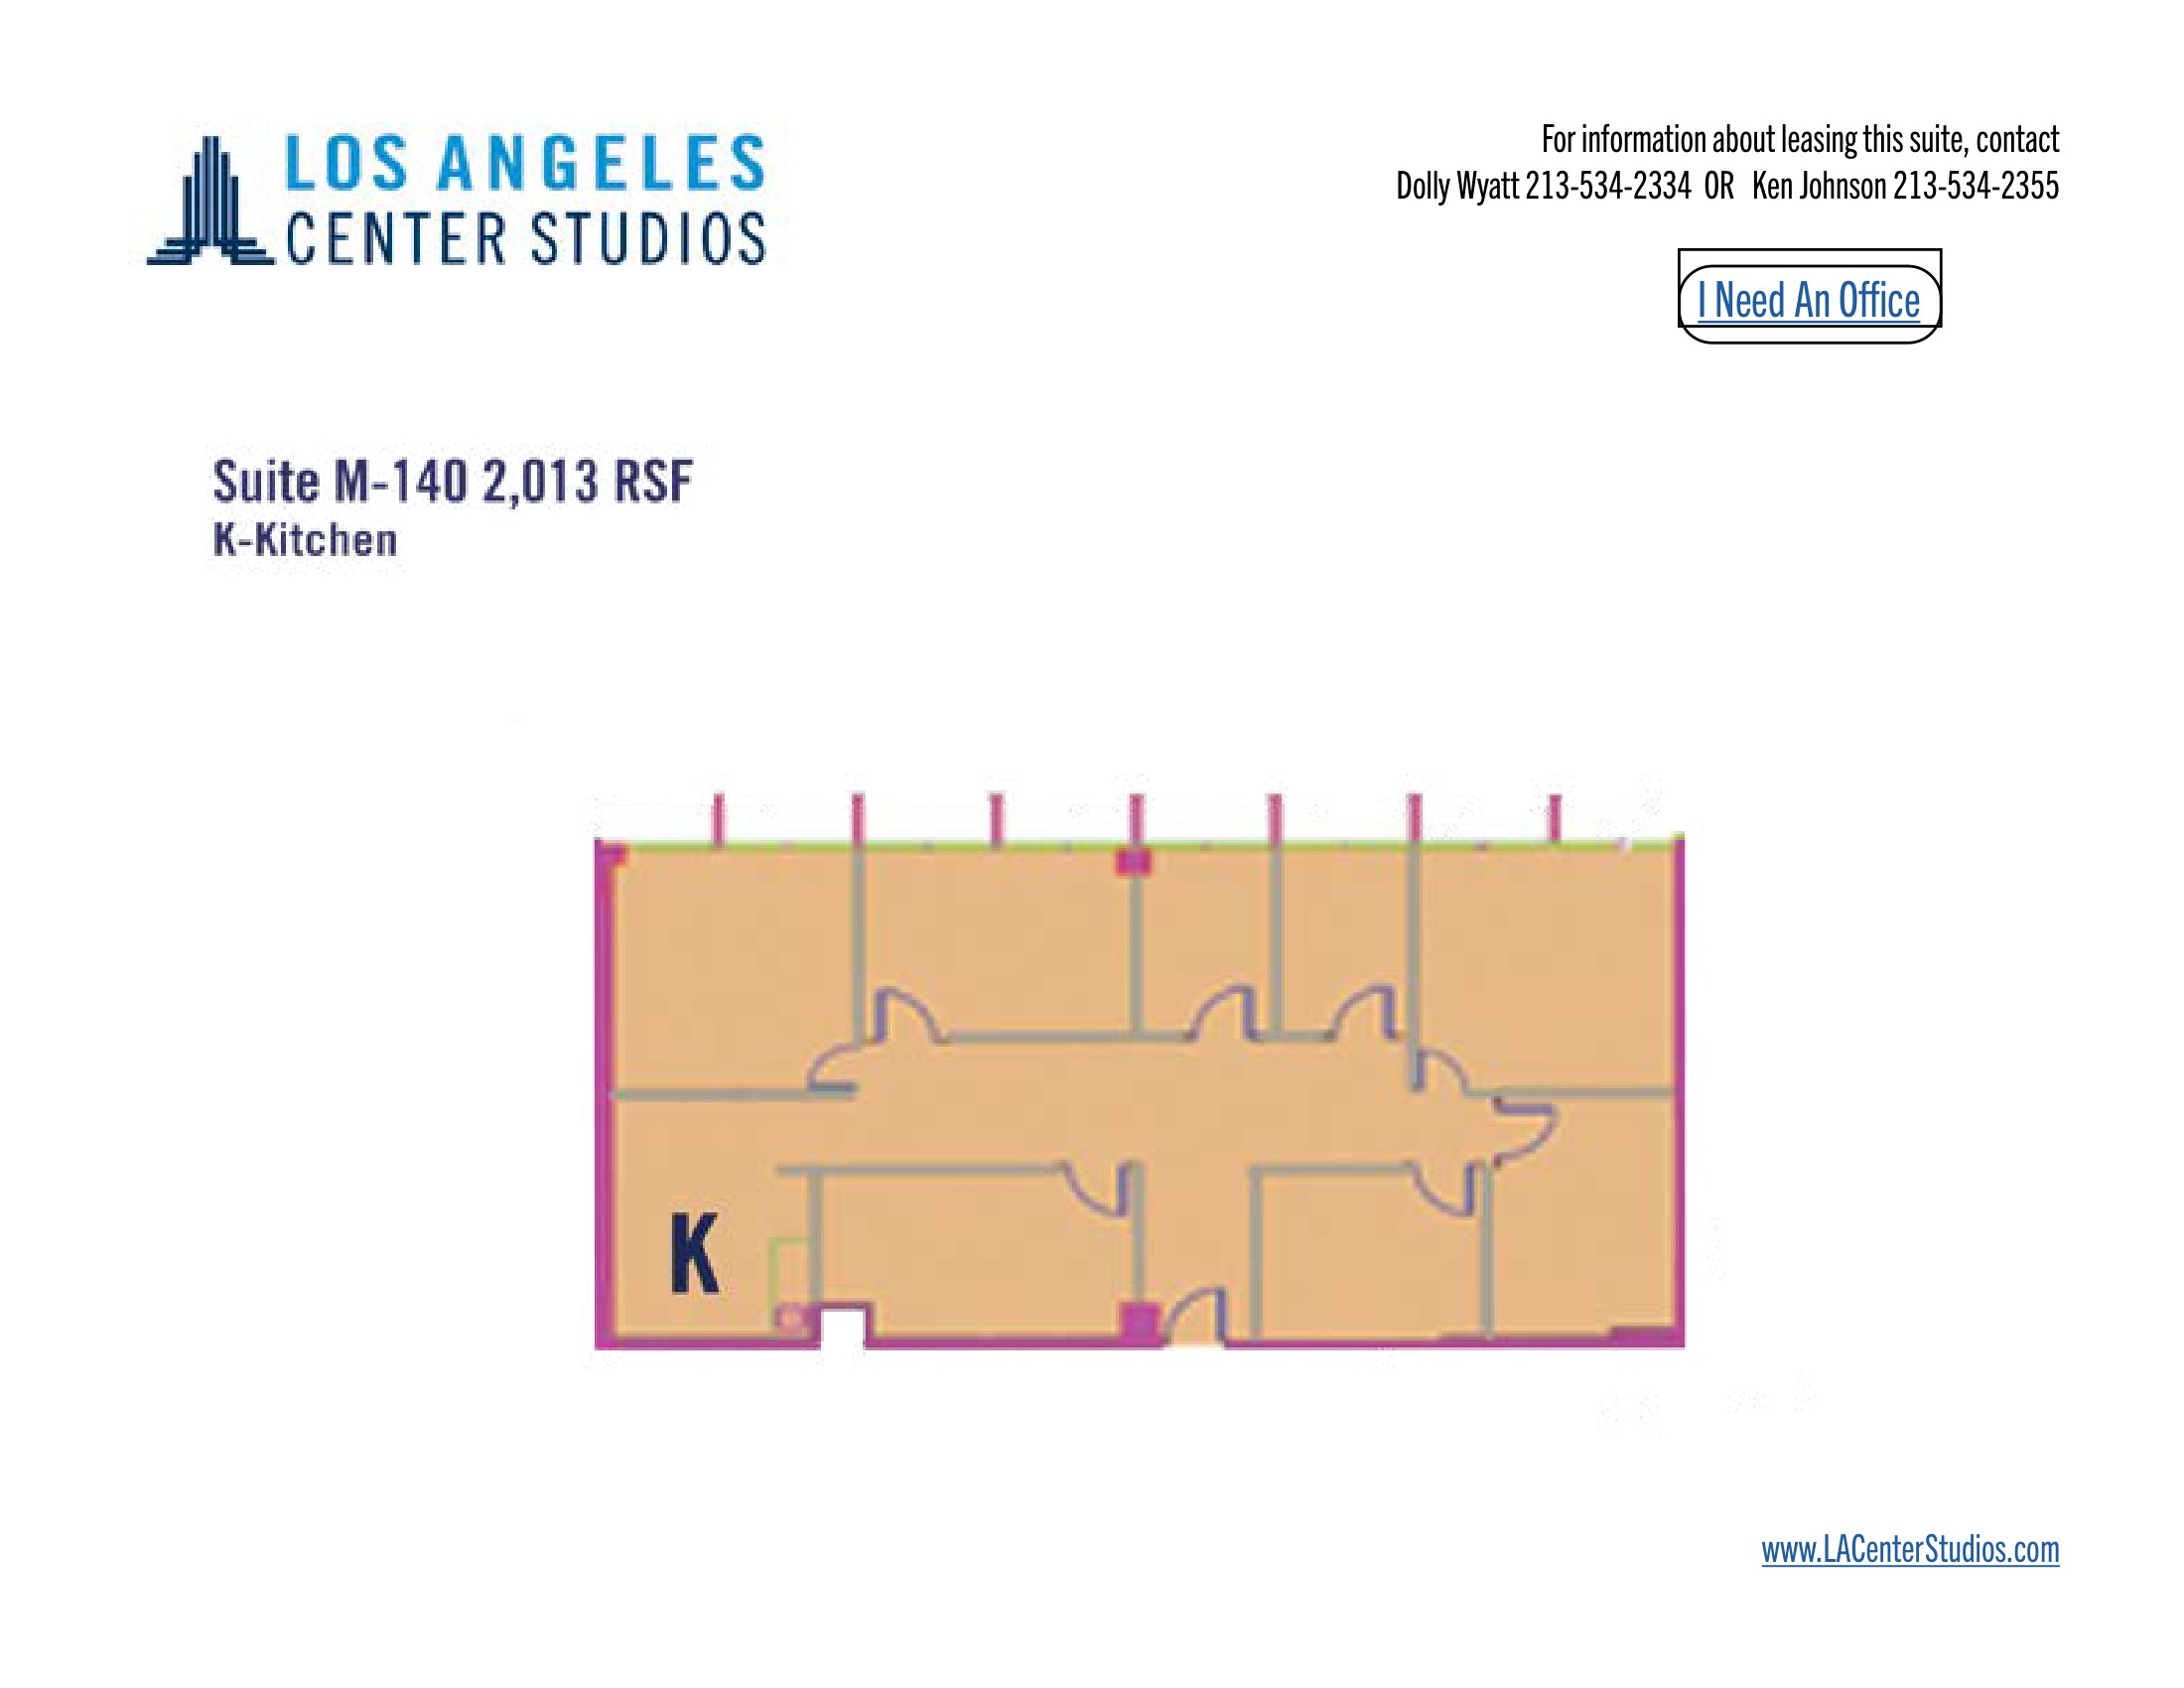 LOS ANGELES
CENTER STUDIOS
For information about leasing this suite, contact
Dolly Wyatt 213-534-2334 OR Ken Johnson 213-534-2355
I Need An Office
Suite M-140 2,013 RSF
K-Kitchen
K
www.LACenterStudios.com